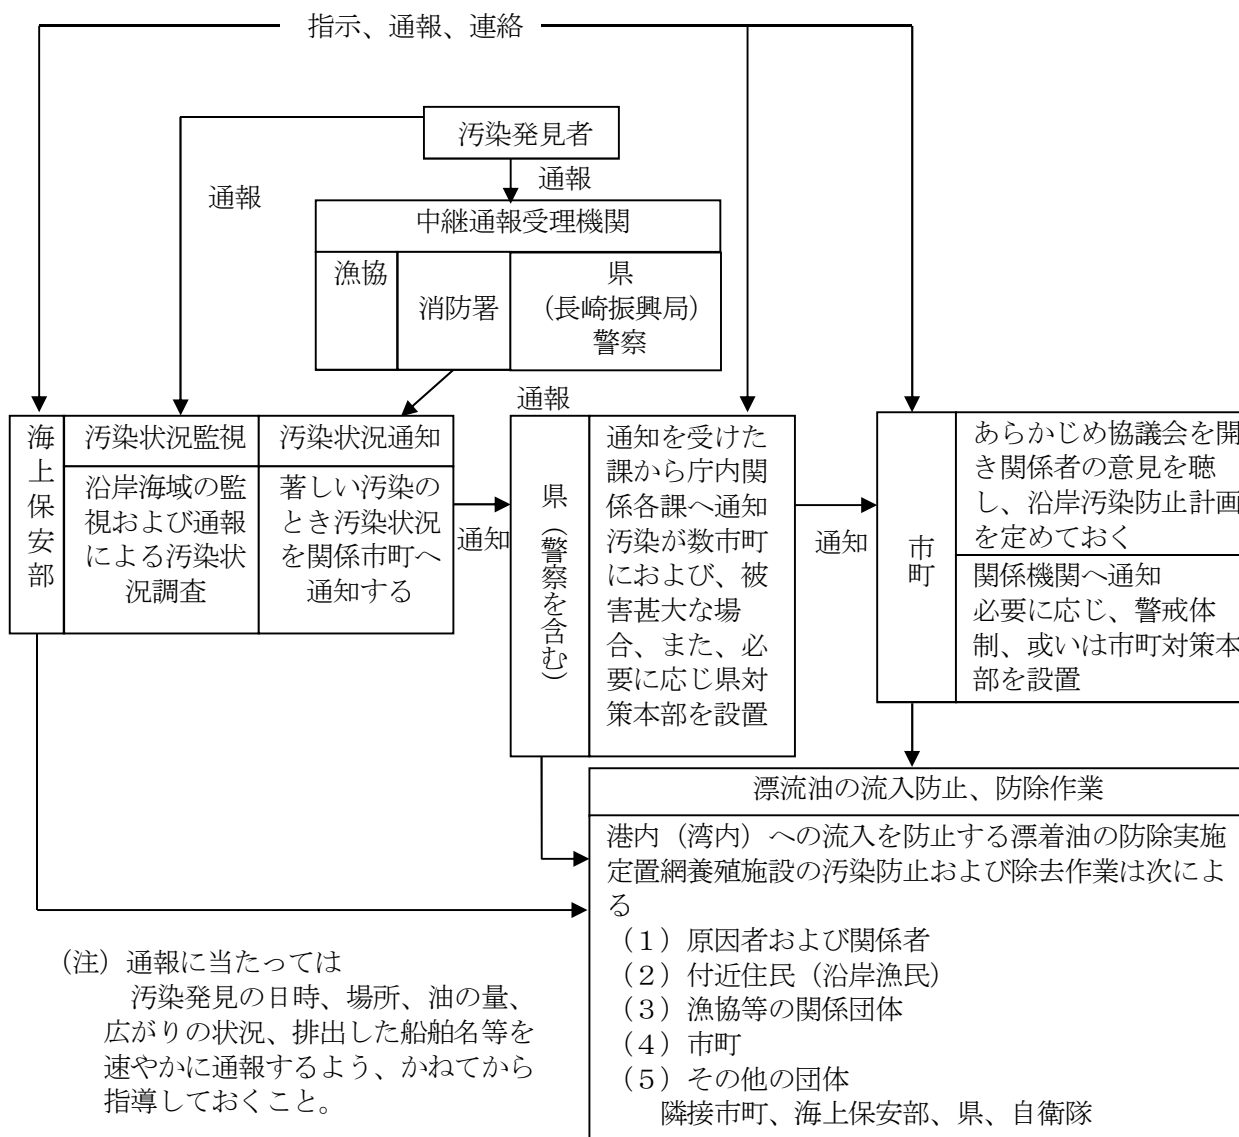 指示、通報、連絡
汚染発見者
通報
通報
中継通報受理機関
漁協
消防署
県
（長崎振興局）
警察
海上保安部
汚染状況監視
沿岸海域の監
視および通報
による汚染状
況調査
汚染状況通知
著しい汚染の
とき汚染状況
を関係市町へ
通知する
通知
通報
県（警察を含む）
通知を受けた
課から庁内関
係各課へ通知
汚染が数市町
におよび、被
害甚大な場
合、また、必
要に応じ県対
策本部を設置
通知
市町
あらかじめ協議会を開
き関係者の意見を聴
し、沿岸汚染防止計画
を定めておく
関係機関へ通知
必要に応じ、警戒体
制、或いは市町対策本
部を設置
漂流油の流入防止、防除作業
港内（湾内）への流入を防止する漂着油の防除実施
定置網養殖施設の汚染防止および除去作業は次によ
る
（１）原因者および関係者
（２）付近住民（沿岸漁民）
（３）漁協等の関係団体
（４）市町
（５）その他の団体
隣接市町、海上保安部、県、自衛隊
（注）通報に当たっては
汚染発見の日時、場所、油の量、
広がりの状況、排出した船舶名等を
速やかに通報するよう、かねてから
指導しておくこと。